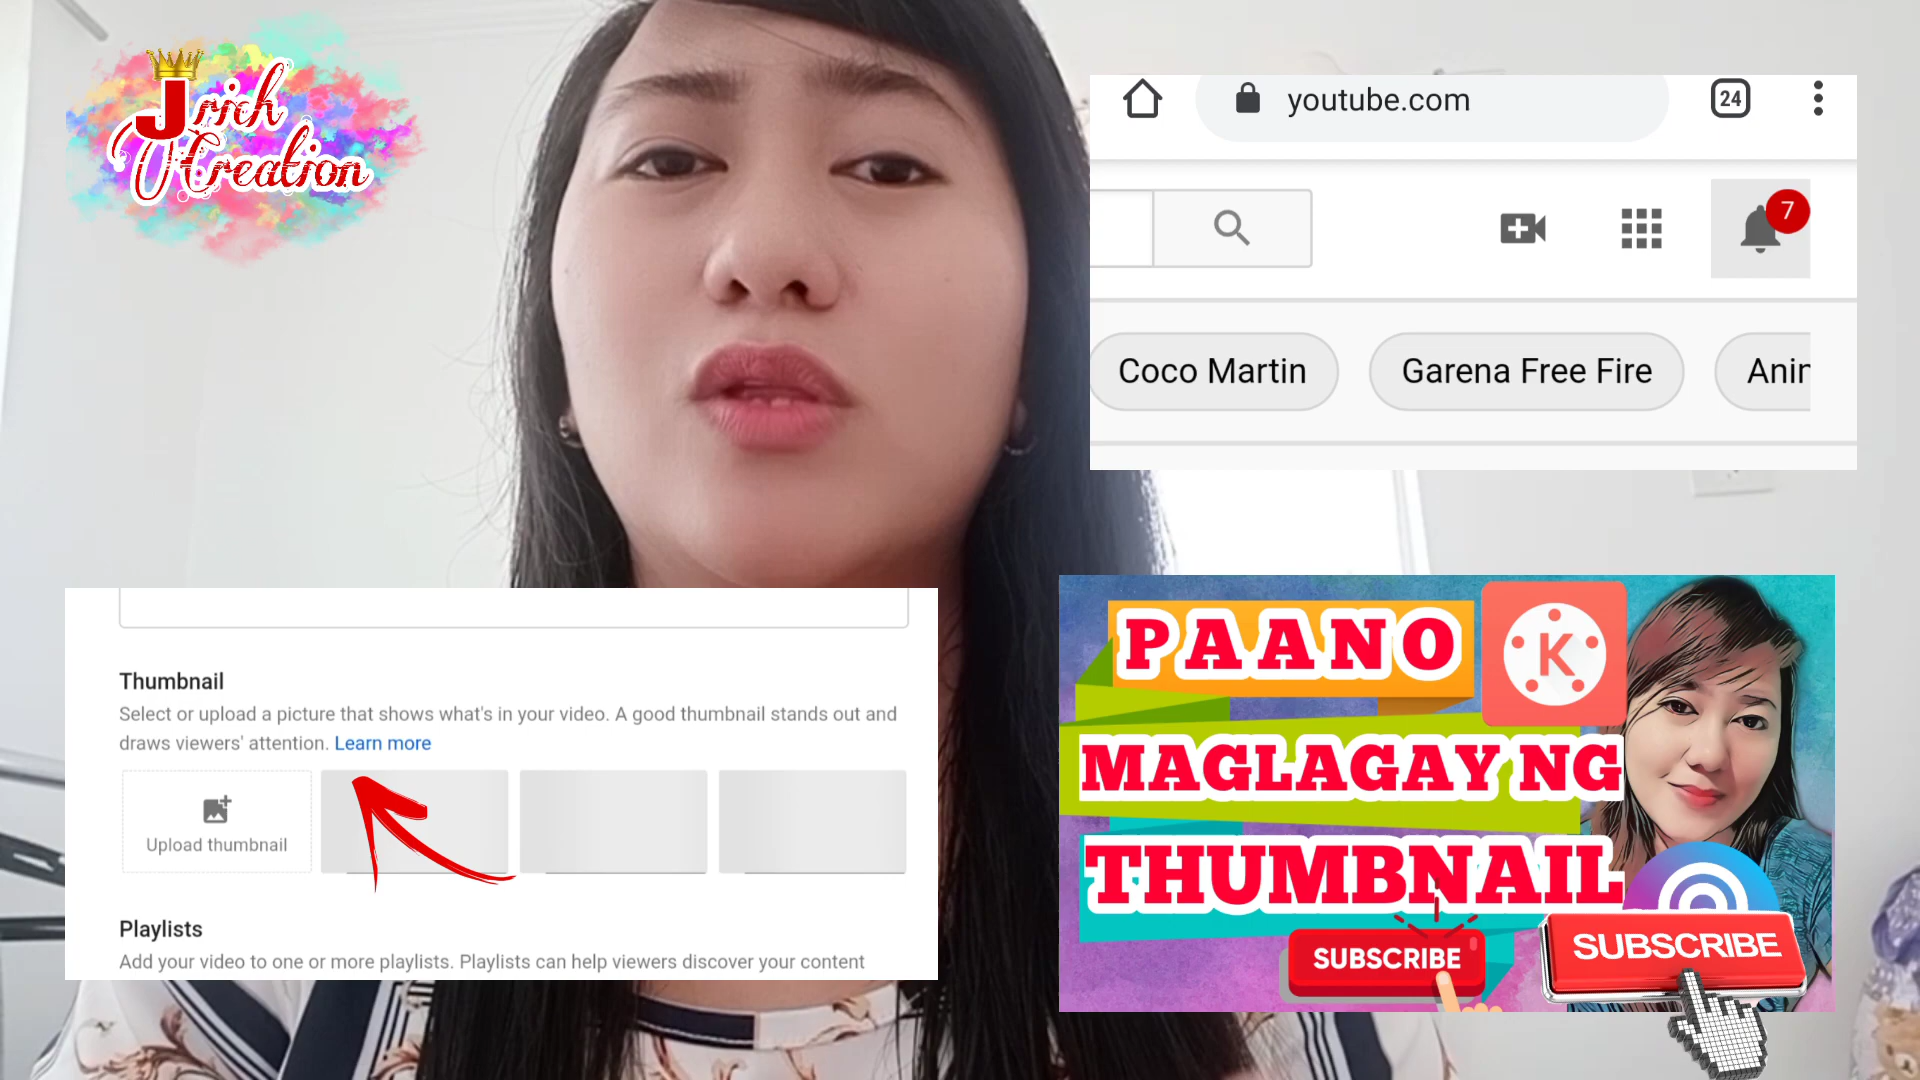 Jrich
Creation
youtube.com
24
7
Coco Martin
Garena Free Fire
Anim
Thumbnail
Select or upload a picture that shows what's in your video. A good thumbnail stands out and
draws viewers' attention. Learn more
Upload thumbnail
Playlists
Add your video to one or more playlists. Playlists can help viewers discover your content
PAANO
K
MAGLAGAY NG
THUMBNAIL
SUBSCRIBE
SUBSCRIBE